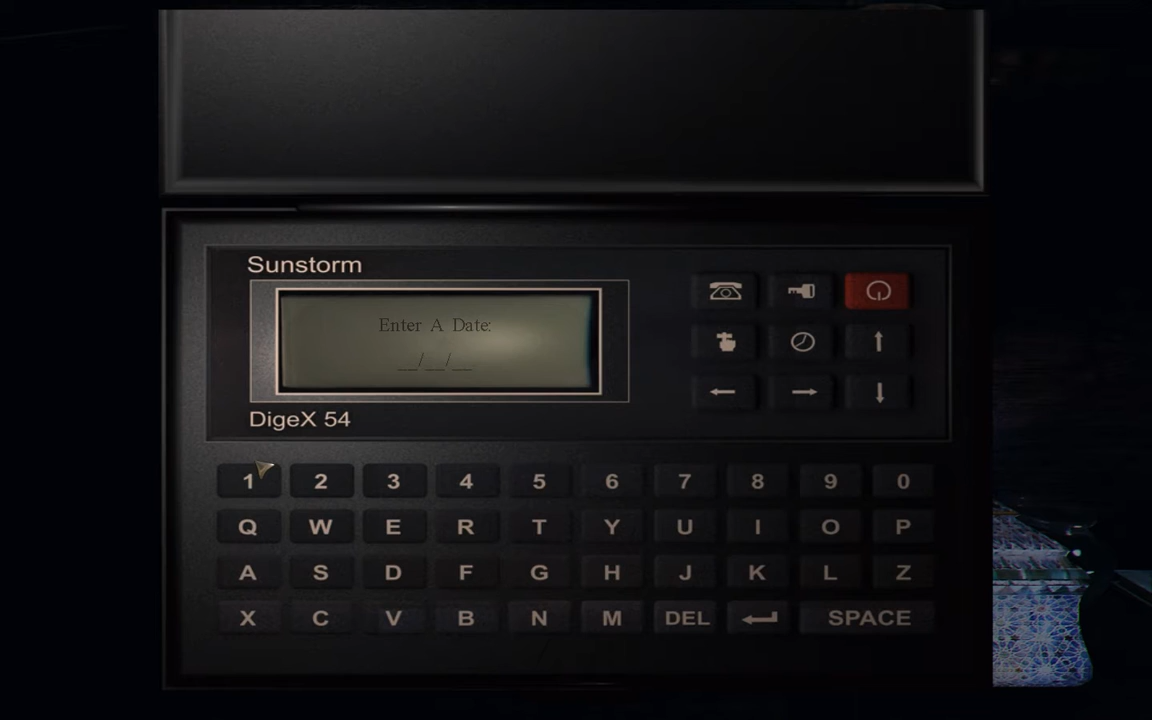 Sunstorm
Enter A Date:
__/__/__
DigeX 54
1 2 3 4 5 6 7 8 9 0
Q W E R T Y U I O P
A S D F G H J K L Z
X C V B N M DEL SPACE